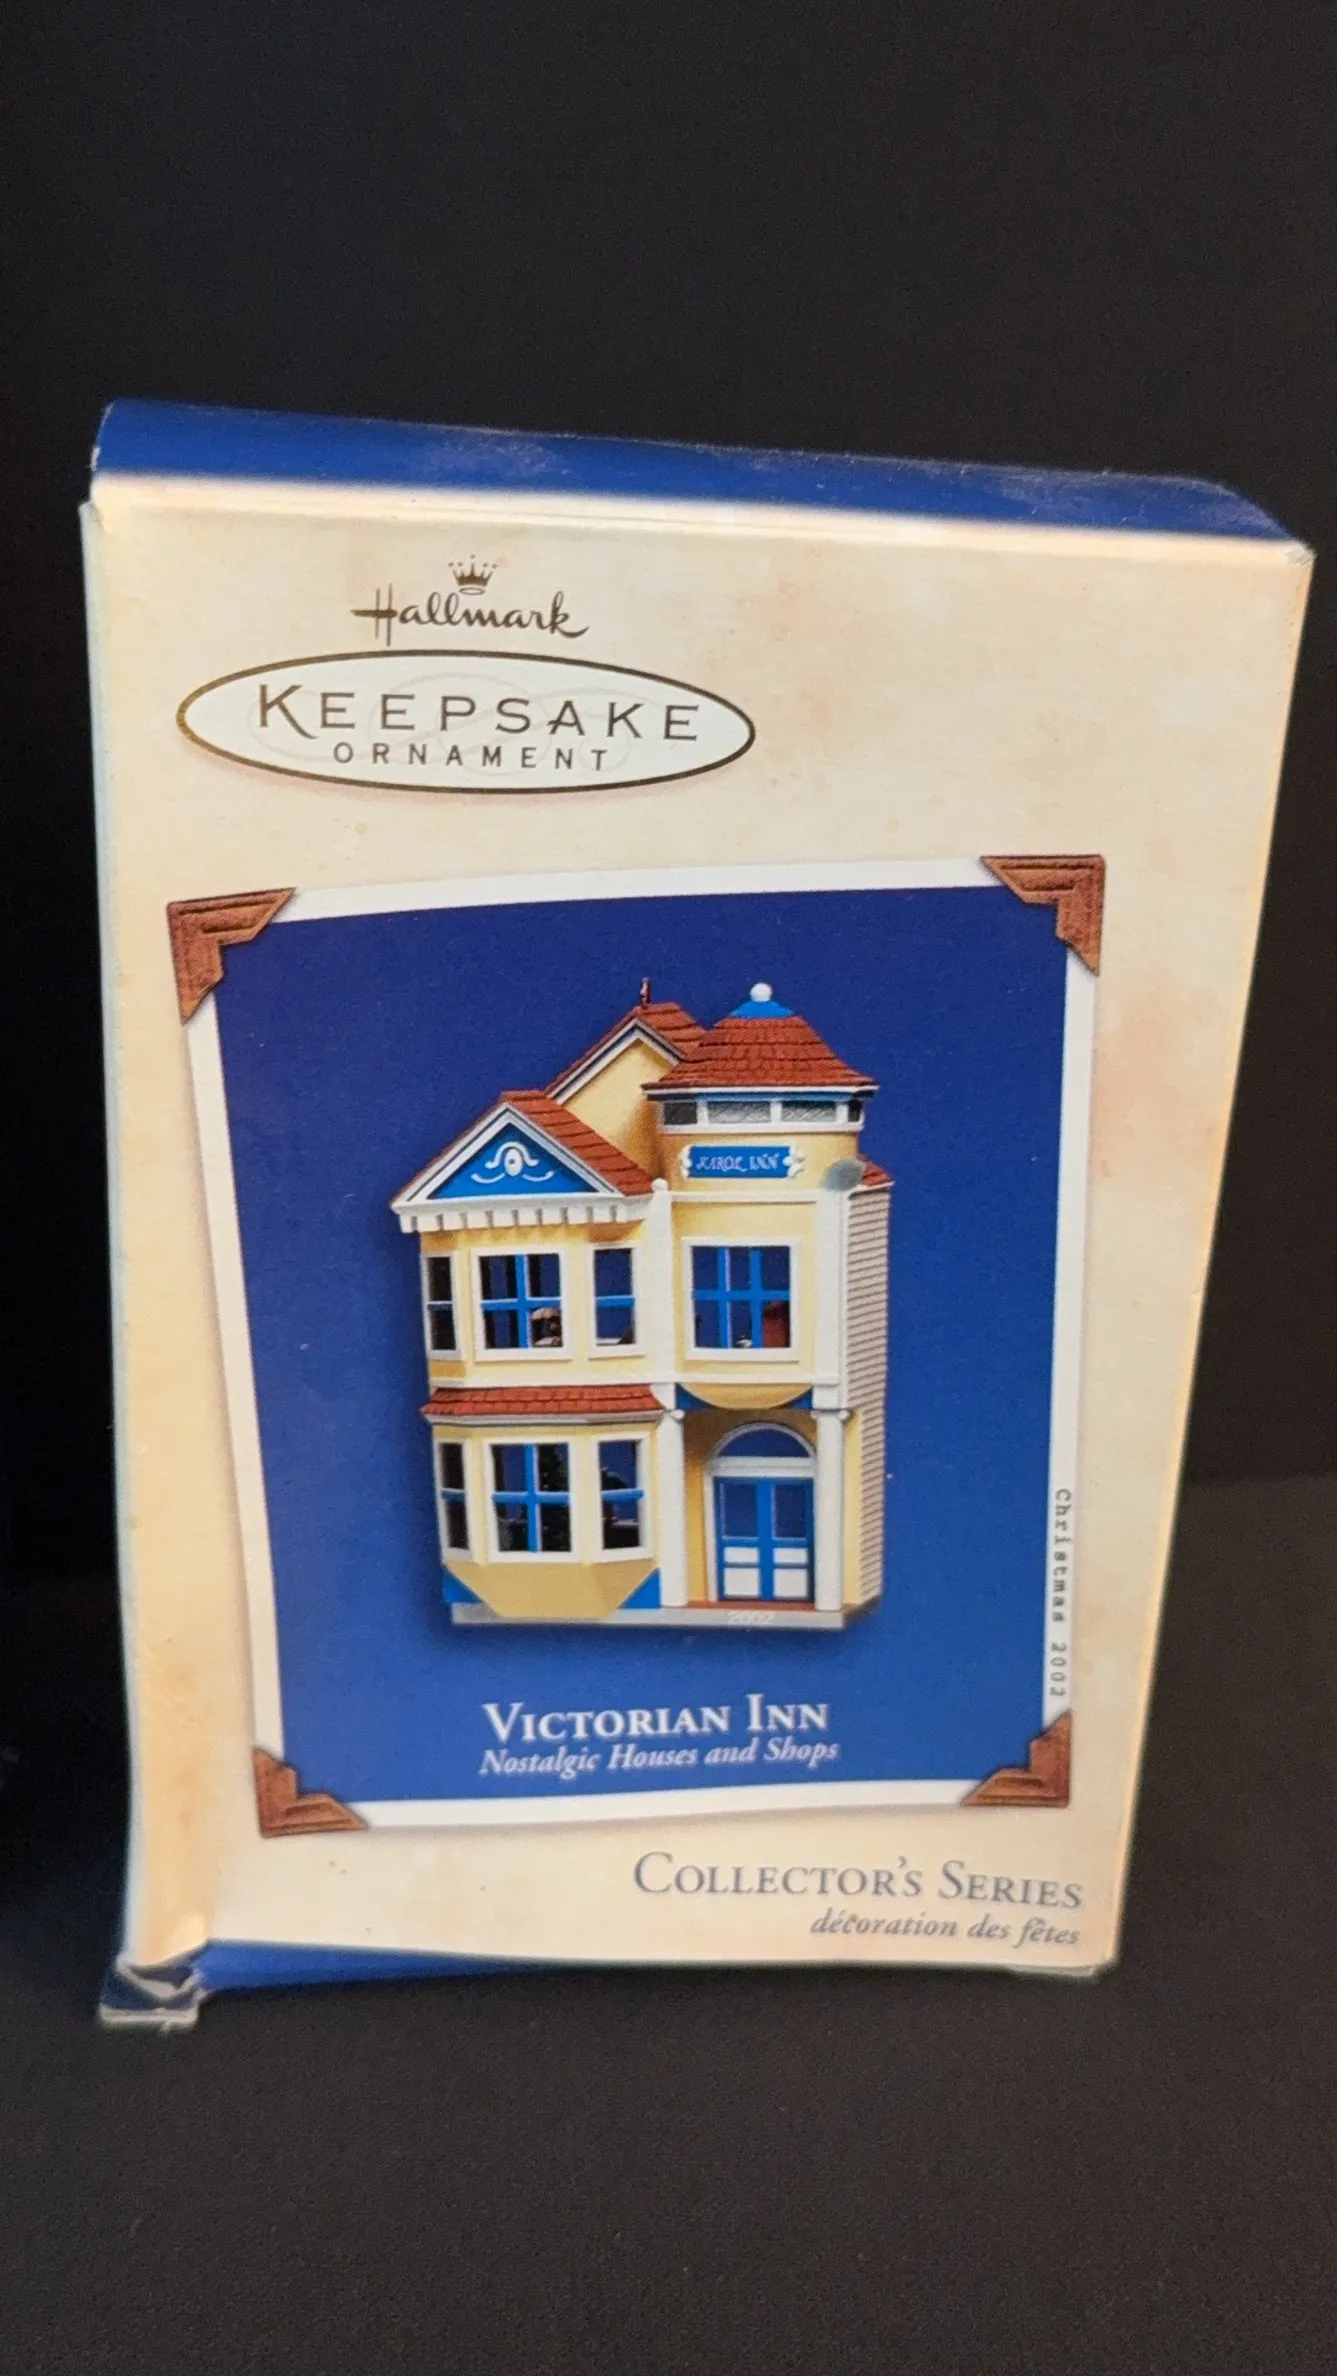 Hallmark
KEEPSAKE
ORNAMENT
KAROL INN
2002
Christmas 2002
VICTORIAN INN
Nostalgic Houses and Shops
COLLECTOR'S SERIES
décoration des fêtes